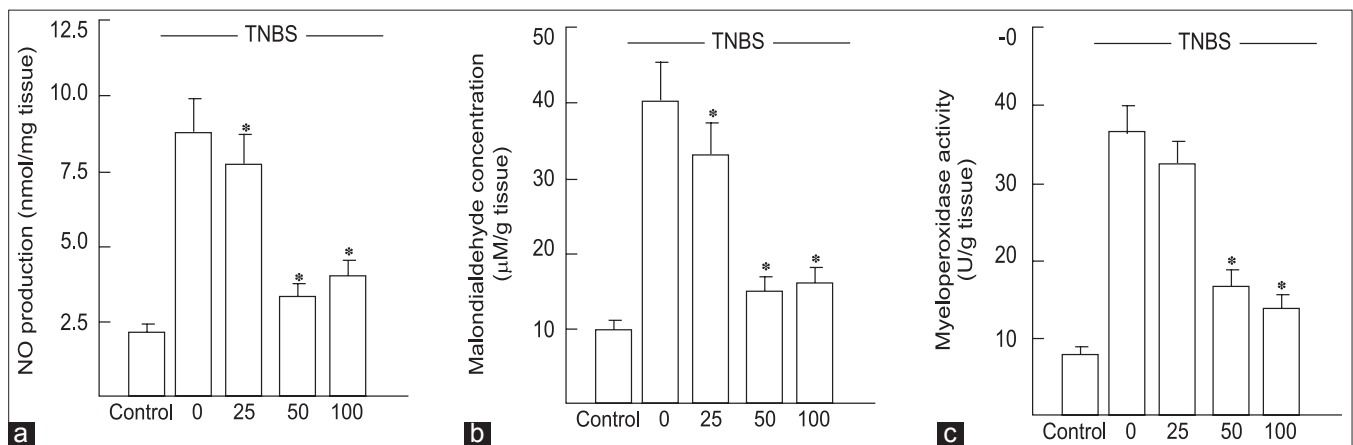 12.5
TNBS
10.0
7.5
5.0
2.5
NO production (nmol/mg tissue)
*
*
*
Control 0 25 50 100
a
50
TNBS
40
30
20
10
Malondialdehyde concentration
(µM/g tissue)
*
*
*
Control 0 25 50 100
b
-0
TNBS
40
30
20
10
Myeloperoxidase activity
(U/g tissue)
*
*
Control 0 25 50 100
c